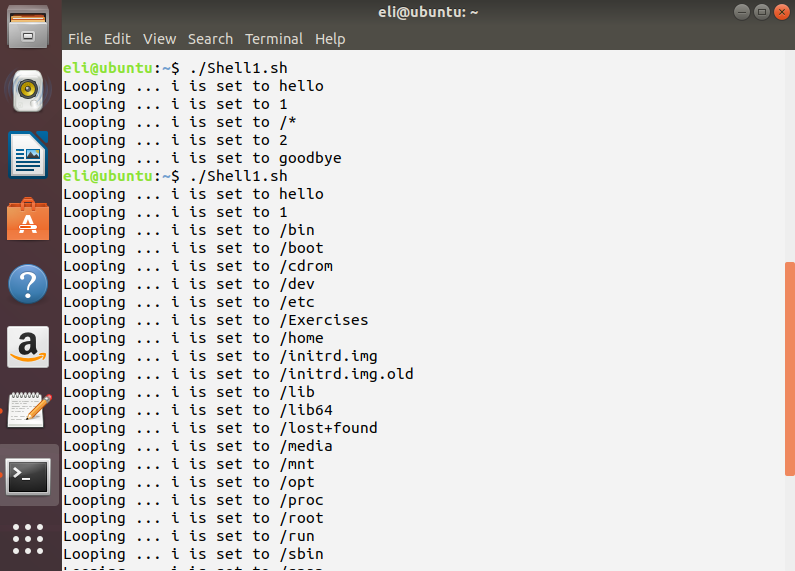 eli@ubuntu: ~
File Edit View Search Terminal Help
eli@ubuntu:~$ ./Shell1.sh
Looping ... i is set to hello
Looping ... i is set to 1
Looping ... i is set to /*
Looping ... i is set to 2
Looping ... i is set to goodbye
eli@ubuntu:~$ ./Shell1.sh
Looping ... i is set to hello
Looping ... i is set to 1
Looping ... i is set to /bin
Looping ... i is set to /boot
Looping ... i is set to /cdrom
Looping ... i is set to /dev
Looping ... i is set to /etc
Looping ... i is set to /Exercises
Looping ... i is set to /home
Looping ... i is set to /initrd.img
Looping ... i is set to /initrd.img.old
Looping ... i is set to /lib
Looping ... i is set to /lib64
Looping ... i is set to /lost+found
Looping ... i is set to /media
Looping ... i is set to /mnt
Looping ... i is set to /opt
Looping ... i is set to /proc
Looping ... i is set to /root
Looping ... i is set to /run
Looping ... i is set to /sbin